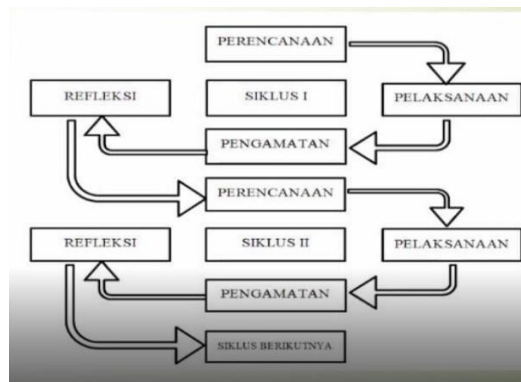 PERENCANAAN
REFLEKSI
SIKLUS I
PELAKSANAAN
PENGAMATAN
PERENCANAAN
REFLEKSI
SIKLUS II
PELAKSANAAN
PENGAMATAN
SIKLUS BERIKUTNYA